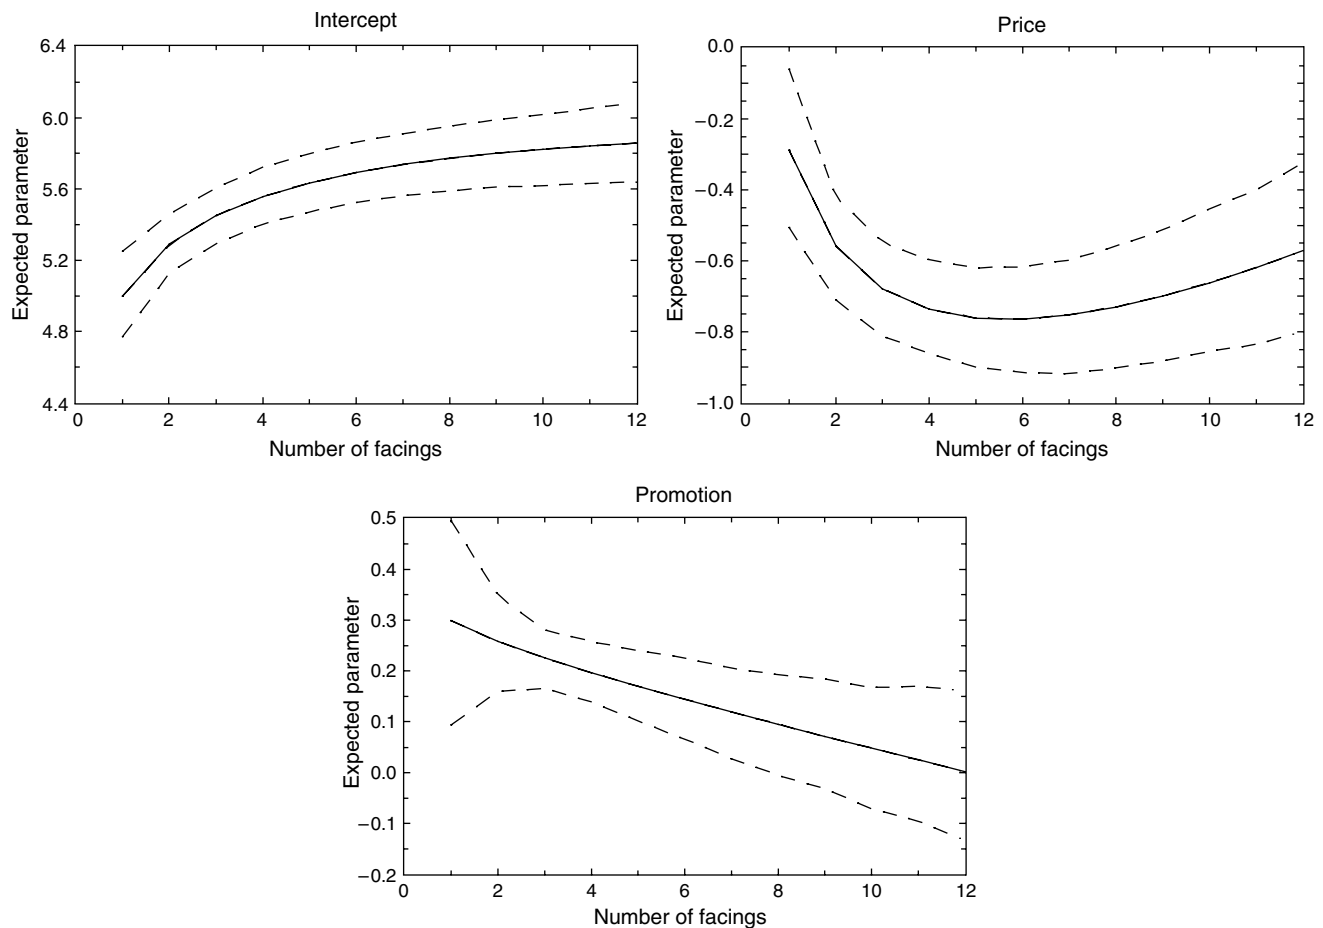 Intercept
6.4
6.0
5.6
5.2
4.8
4.4
Expected parameter
0 2 4 6 8 10 12
Number of facings
Price
0.0
−0.2
−0.4
−0.6
−0.8
−1.0
Expected parameter
0 2 4 6 8 10 12
Number of facings
Promotion
0.5
0.4
0.3
0.2
0.1
0.0
−0.1
−0.2
Expected parameter
0 2 4 6 8 10 12
Number of facings